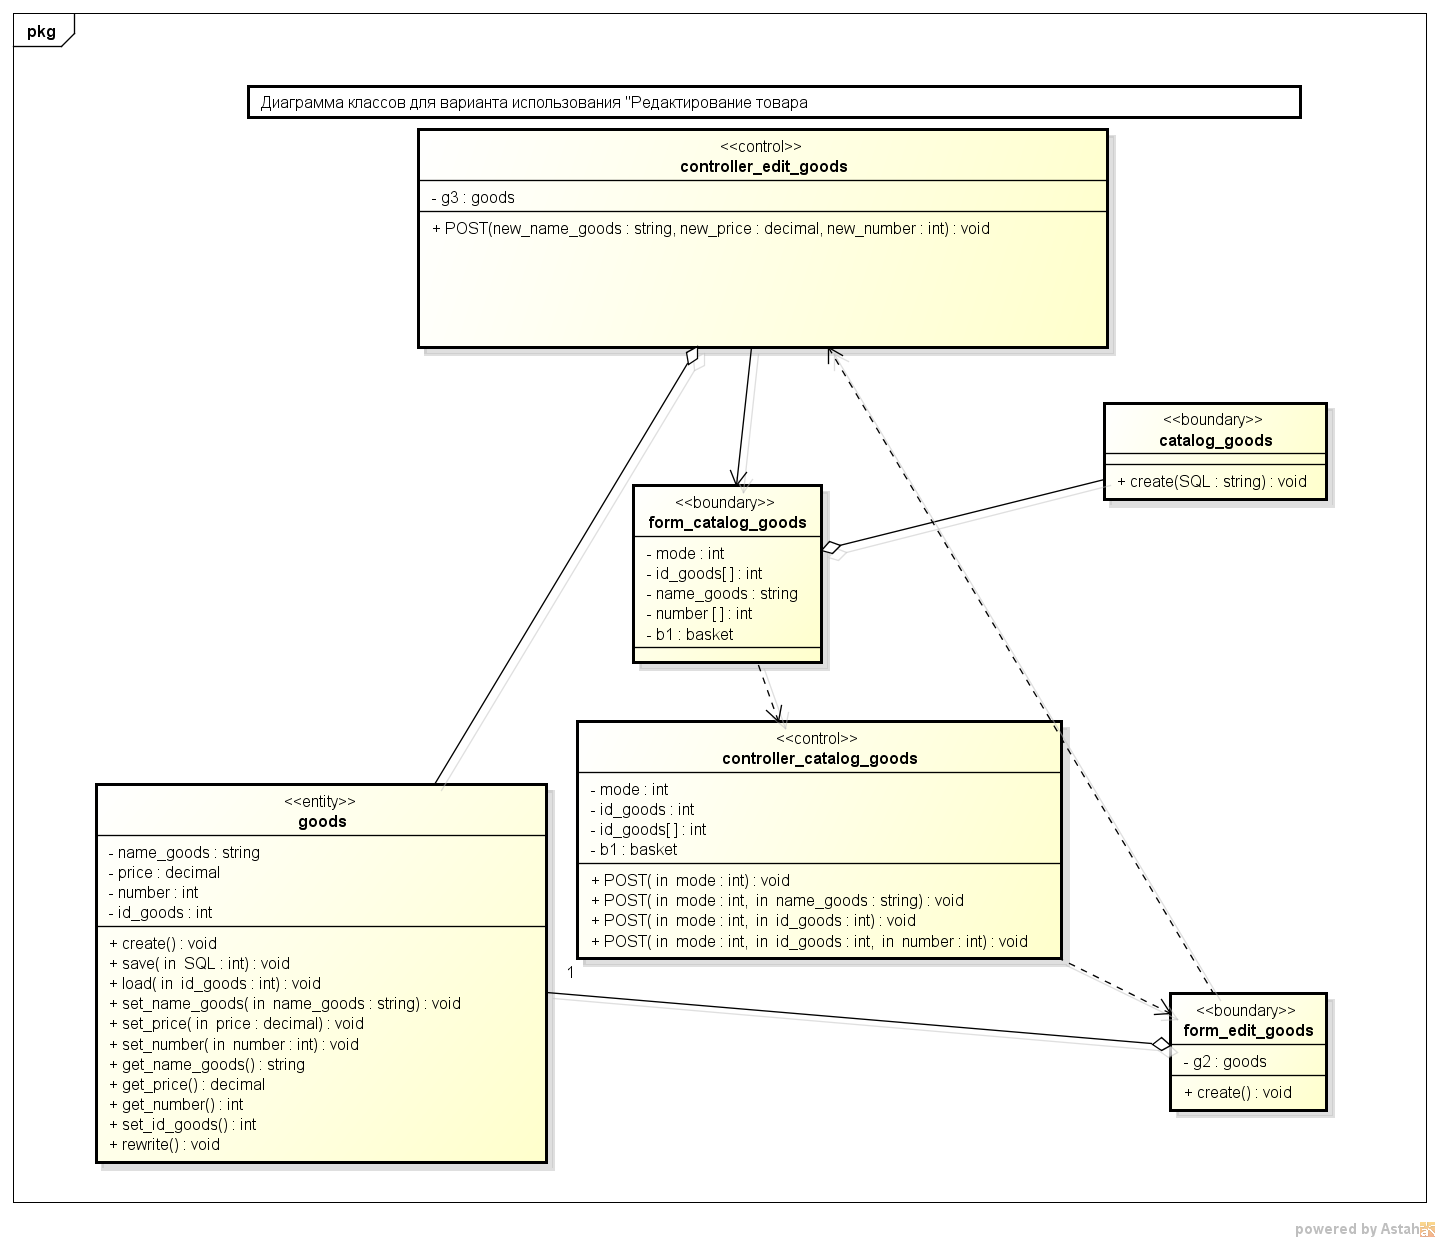 pkg
Диаграмма классов для варианта использования "Редактирование товара
<<control>>
controller_edit_goods
- g3 : goods
+ POST(new_name_goods : string, new_price : decimal, new_number : int) : void
<<boundary>>
catalog_goods
+ create(SQL : string) : void
<<boundary>>
form_catalog_goods
- mode : int
- id_goods[ ] : int
- name_goods : string
- number [ ] : int
- b1 : basket
<<control>>
controller_catalog_goods
- mode : int
- id_goods : int
- id_goods[ ] : int
- b1 : basket
+ POST( in  mode : int) : void
+ POST( in  mode : int,  in  name_goods : string) : void
+ POST( in  mode : int,  in  id_goods : int) : void
+ POST( in  mode : int,  in  id_goods : int,  in  number : int) : void
<<entity>>
goods
- name_goods : string
- price : decimal
- number : int
- id_goods : int
+ create() : void
+ save( in  SQL : int) : void
+ load( in  id_goods : int) : void
+ set_name_goods( in  name_goods : string) : void
+ set_price( in  price : decimal) : void
+ set_number( in  number : int) : void
+ get_name_goods() : string
+ get_price() : decimal
+ get_number() : int
+ set_id_goods() : int
+ rewrite() : void
1
<<boundary>>
form_edit_goods
- g2 : goods
+ create() : void
powered by Astah